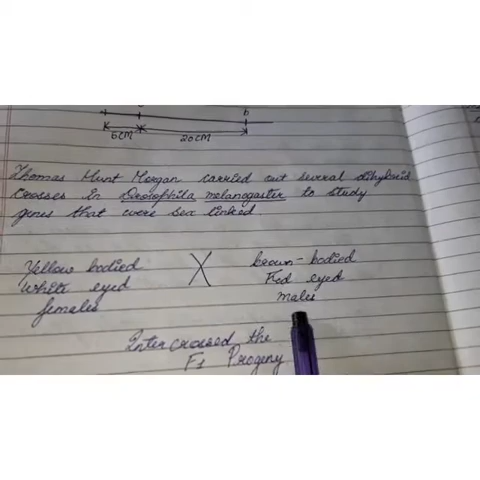 b
6cM 20cM
Thomas Hunt Morgan carried out several dihybrid
crosses in Drosophila melanogaster to study
genes that were sex linked
Yellow bodied X brown-bodied
White eyed Red eyed
females males
Intercrossed the
F1 Progeny